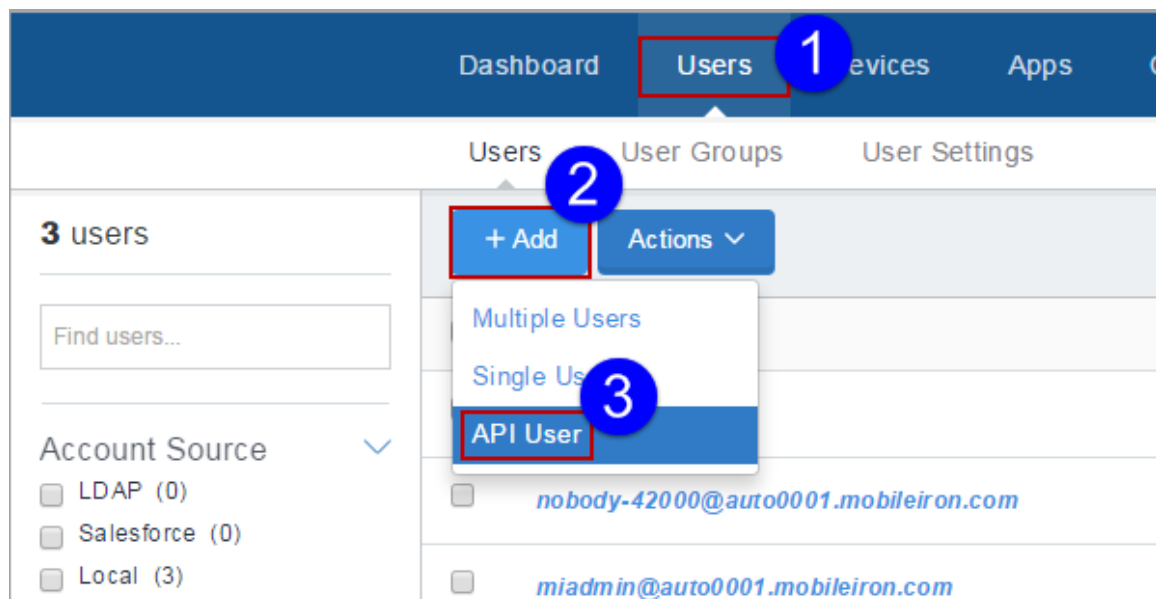 Dashboard Users 1 evices Apps
Users User Groups User Settings
2
3 users
+ Add Actions
Find users...
Multiple Users
Single Us
3
API User
Account Source
LDAP (0)
Salesforce (0)
Local (3)
nobody-42000@auto0001.mobileiron.com
miadmin@auto0001.mobileiron.com